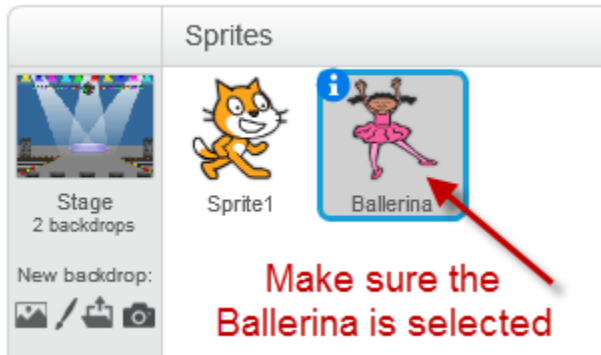 Sprites
Stage
2 backdrops
New backdrop:
Sprite1
i
Ballerina
Make sure the
Ballerina is selected